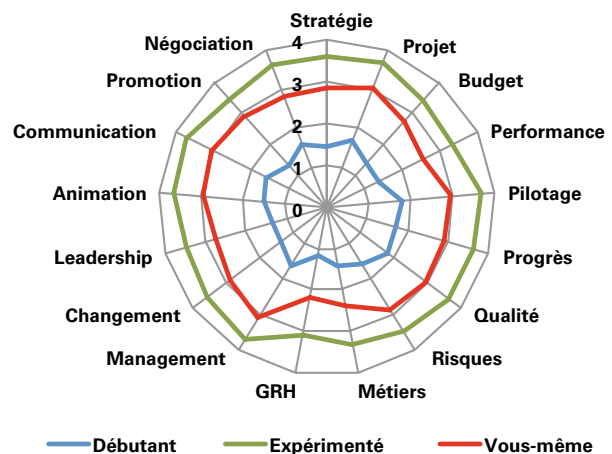 Stratégie
Négociation
Projet
Promotion
Budget
Communication
Performance
Animation
Pilotage
Leadership
Progrès
Changement
Qualité
Management
Risques
GRH
Métiers
4
3
2
1
0
Débutant
Expérimenté
Vous-même